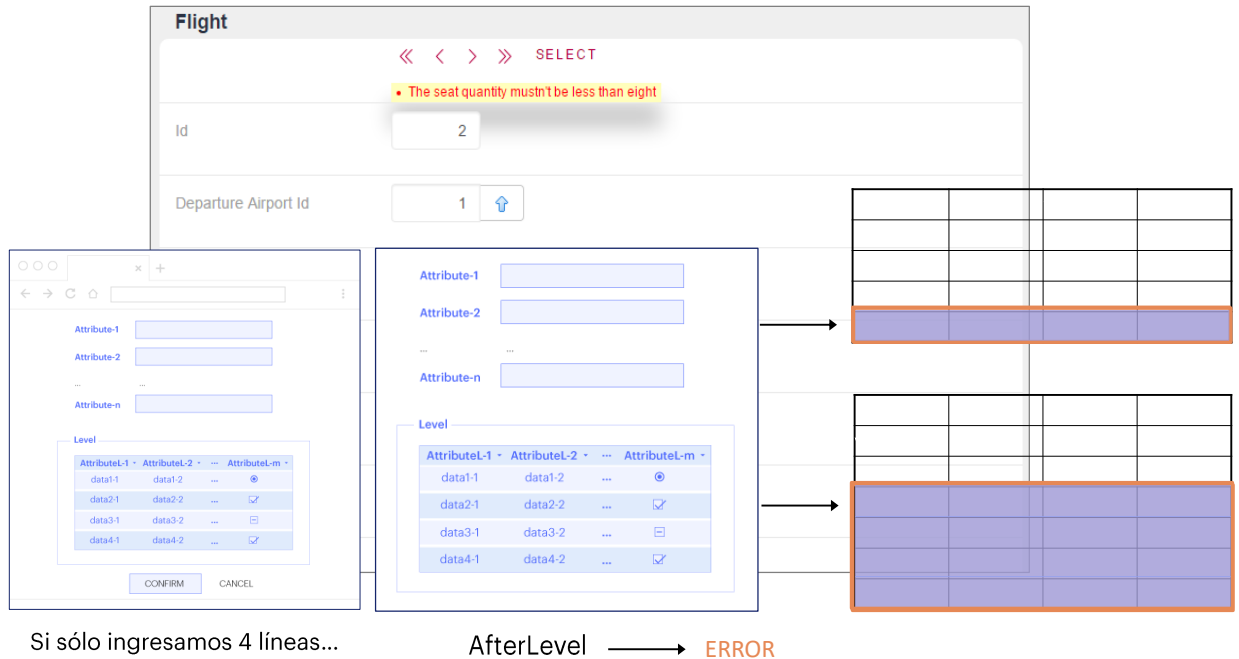 Flight
SELECT
• The seat quantity mustn't be less than eight
Id
2
Departure Airport Id
1
Attribute-1
Attribute-2
... ...
Attribute-n
Level
AttributeL-1 AttributeL-2 ... AttributeL-m
data1-1 data1-2 ...
data2-1 data2-2 ...
data3-1 data3-2 ...
data4-1 data4-2 ...
CONFIRM CANCEL
Attribute-1
Attribute-2
... ...
Attribute-n
Level
AttributeL-1 AttributeL-2 ... AttributeL-m
data1-1 data1-2 ...
data2-1 data2-2 ...
data3-1 data3-2 ...
data4-1 data4-2 ...
Si sólo ingresamos 4 líneas...
AfterLevel
ERROR